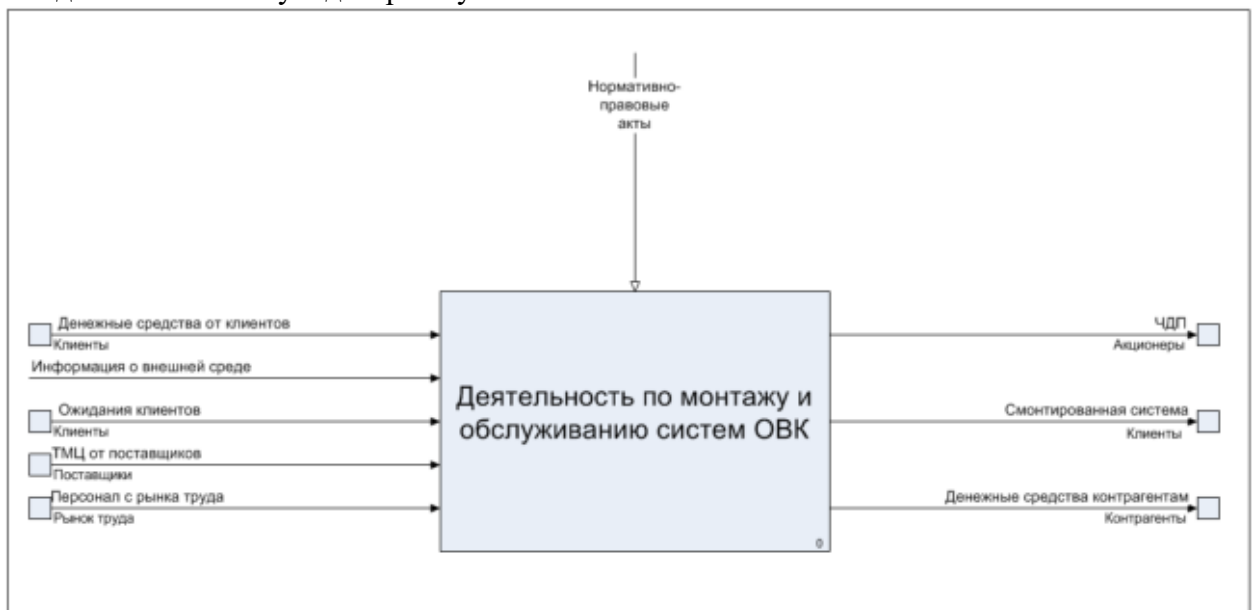 Нормативно-
правовые
акты
Денежные средства от клиентов
Клиенты
Информация о внешней среде
Ожидания клиентов
Клиенты
ТМЦ от поставщиков
Поставщики
Персонал с рынка труда
Рынок труда
Деятельность по монтажу и
обслуживанию систем ОВК
0
ЧДП
Акционеры
Смонтированная система
Клиенты
Денежные средства контрагентам
Контрагенты